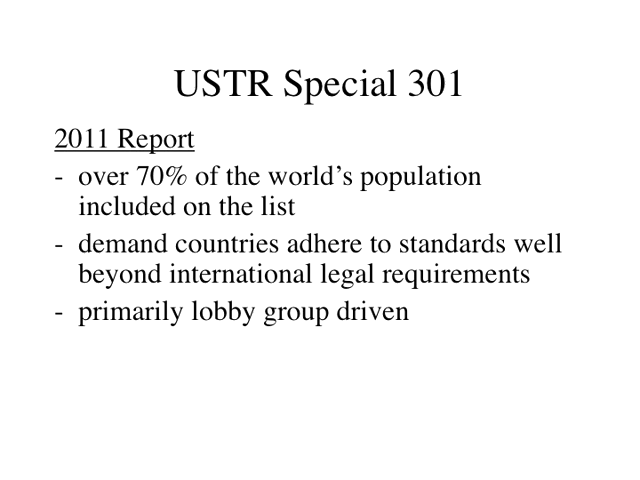 USTR Special 301
2011 Report
- over 70% of the world’s population
included on the list
- demand countries adhere to standards well
beyond international legal requirements
- primarily lobby group driven